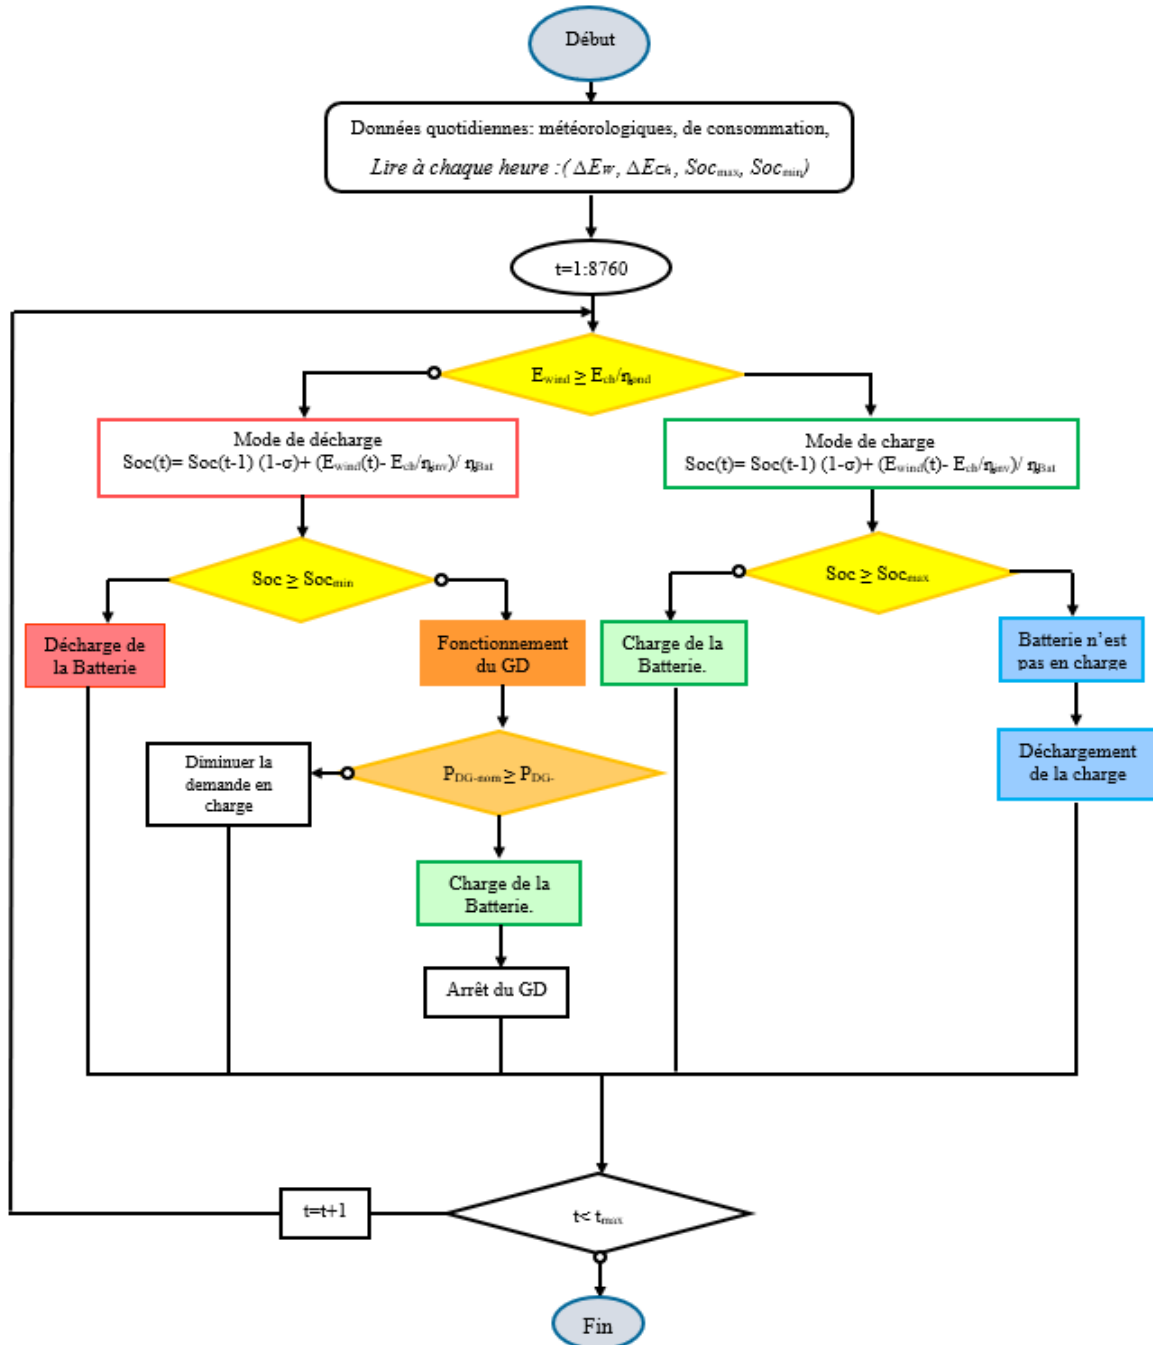 Début
Données quotidiennes: météorologiques, de consommation,
Lire à chaque heure :( ΔEw, ΔECh, Socmax, Socmin)
t=1:8760
Ewind ≥ Ech/ηond
Mode de décharge
Soc(t)= Soc(t-1) (1-σ)+ (Ewind(t)- Ech/ηinv)/ ηBat
Mode de charge
Soc(t)= Soc(t-1) (1-σ)+ (Ewind(t)- Ech/ηinv)/ ηBat
Soc ≥ Socmin
Soc ≥ Socmax
Décharge de
la Batterie
Fonctionnement
du GD
Charge de la
Batterie.
Batterie n’est
pas en charge
Diminuer la
demande en
charge
PDG-nom ≥ PDG-
Déchargement
de la charge
Charge de la
Batterie.
Arrêt du GD
t=t+1
t< tmax
Fin